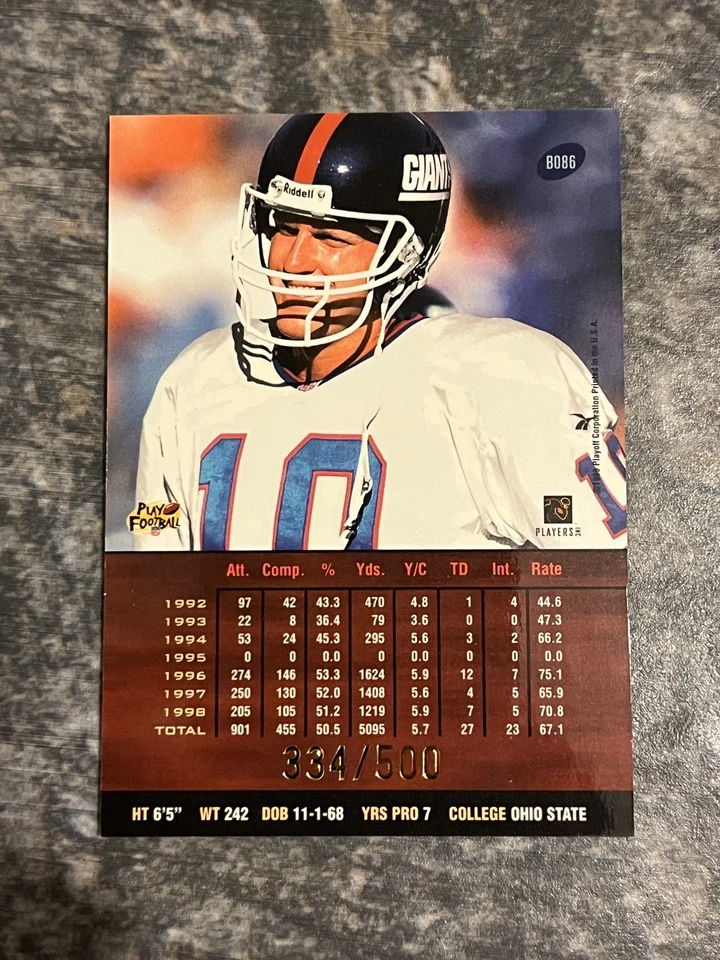 B086
GIANTS
Riddell
10
10
©1999 Playoff Corporation Printed in the U.S.A.
PLAY
FOOTBALL
PLAYERS INC
Att. Comp. % Yds. Y/C TD Int. Rate
1992 97 42 43.3 470 4.8 1 4 44.6
1993 22 8 36.4 79 3.6 0 0 47.3
1994 53 24 45.3 295 5.6 3 2 66.2
1995 0 0 0.0 0 0.0 0 0 0.0
1996 274 146 53.3 1624 5.9 12 7 75.1
1997 250 130 52.0 1408 5.6 4 5 65.9
1998 205 105 51.2 1219 5.9 7 5 70.8
TOTAL 901 455 50.5 5095 5.7 27 23 67.1
334/500
HT 6'5" WT 242 DOB 11-1-68 YRS PRO 7 COLLEGE OHIO STATE